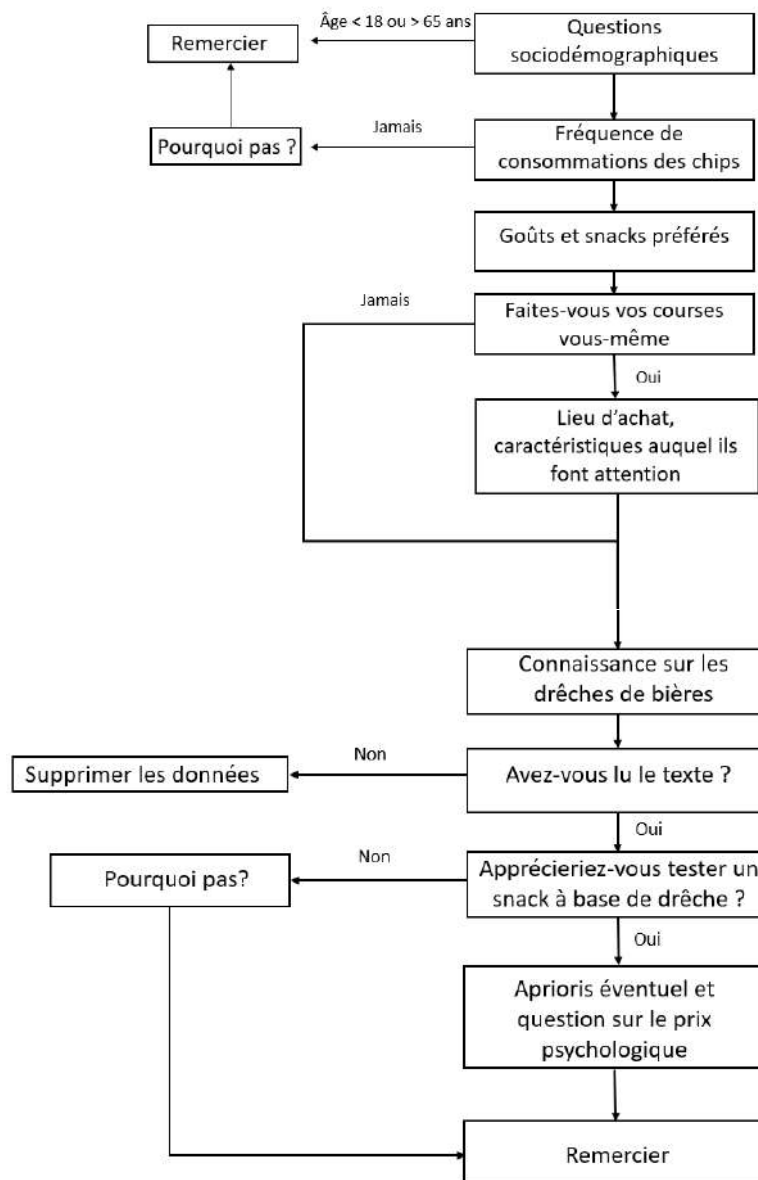 Âge < 18 ou > 65 ans
Questions
sociodémographiques
Remercier
Jamais
Fréquence de
consommations des chips
Pourquoi pas ?
Goûts et snacks préférés
Jamais
Faites-vous vos courses
vous-même
Oui
Lieu d'achat,
caractéristiques auquel ils
font attention
Connaissance sur les
drêches de bières
Non
Supprimer les données
Avez-vous lu le texte ?
Oui
Non
Pourquoi pas?
Apprécieriez-vous tester un
snack à base de drêche ?
Oui
Aprioris éventuel et
question sur le prix
psychologique
Remercier